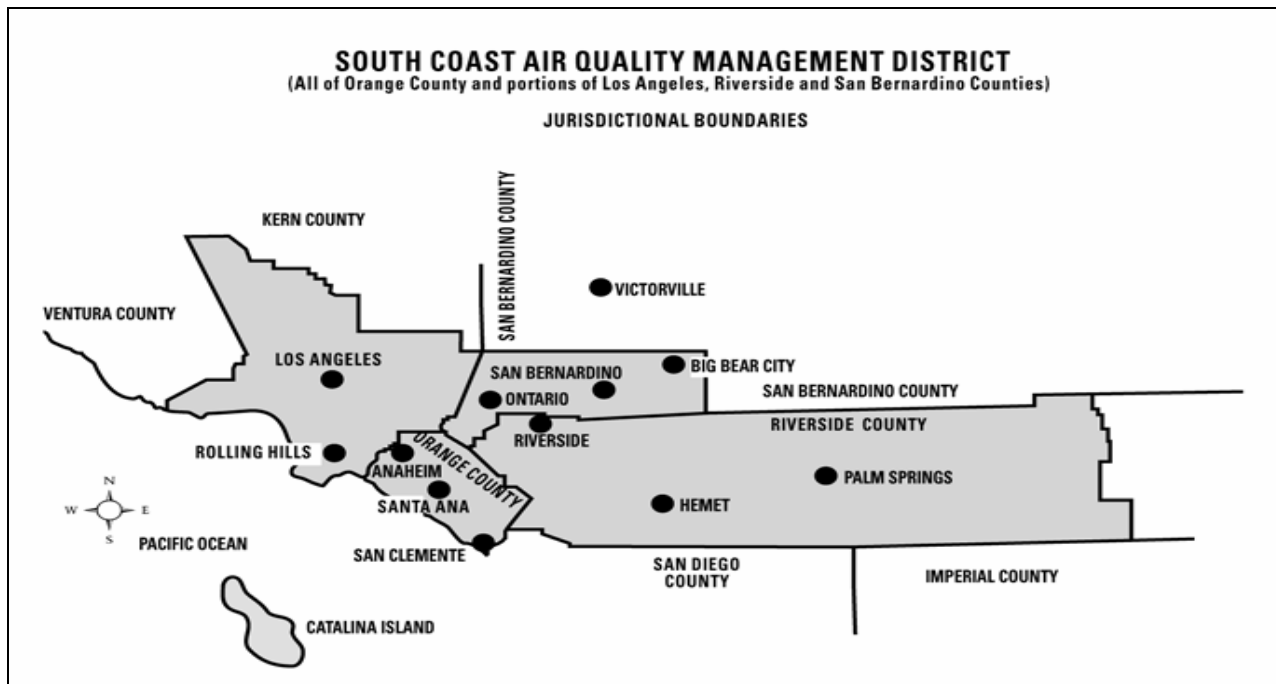 SOUTH COAST AIR QUALITY MANAGEMENT DISTRICT
(All of Orange County and portions of Los Angeles, Riverside and San Bernardino Counties)
JURISDICTIONAL BOUNDARIES
KERN COUNTY
SAN BERNARDINO COUNTY
VICTORVILLE
VENTURA COUNTY
LOS ANGELES
SAN BERNARDINO
BIG BEAR CITY
ONTARIO
SAN BERNARDINO COUNTY
RIVERSIDE COUNTY
RIVERSIDE
ROLLING HILLS
ANAHEIM
ORANGE COUNTY
PALM SPRINGS
SANTA ANA
HEMET
N
W E
S
PACIFIC OCEAN
SAN CLEMENTE
SAN DIEGO
COUNTY
IMPERIAL COUNTY
CATALINA ISLAND